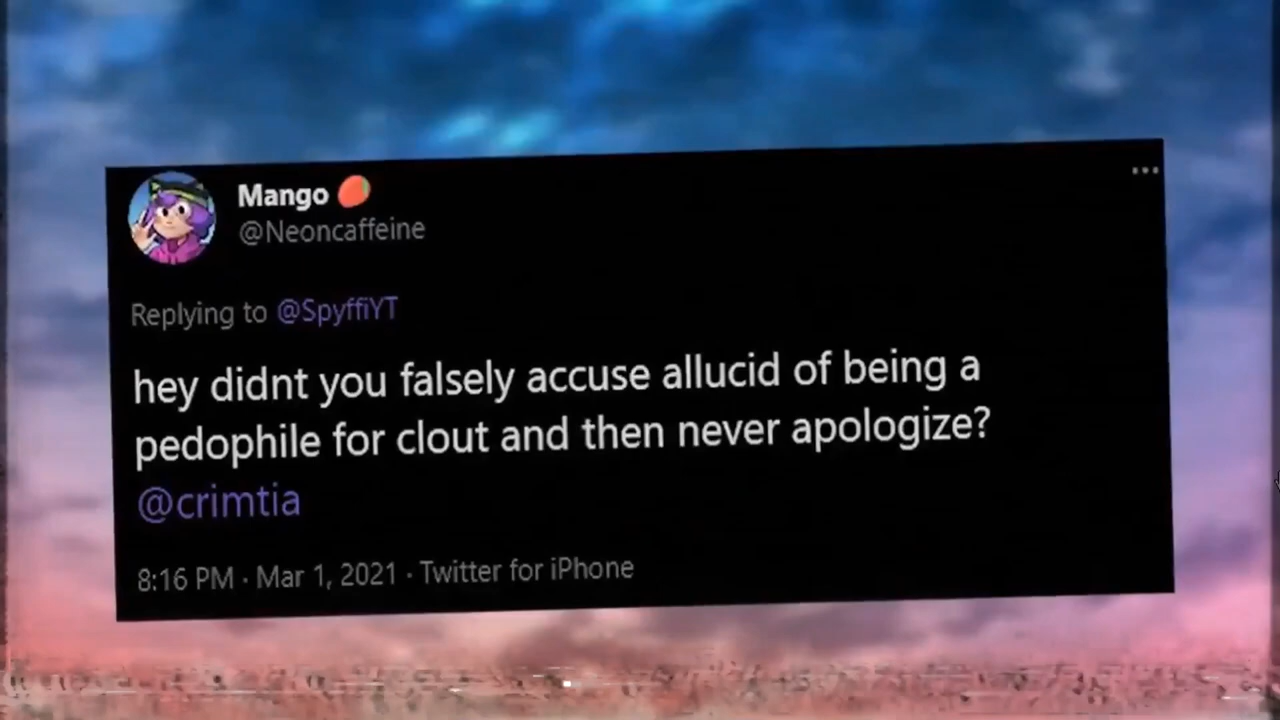 Mango 🥭
@Neoncaffeine
Replying to @SpyffiYT
hey didnt you falsely accuse allucid of being a
pedophile for clout and then never apologize?
@crimtia
8:16 PM · Mar 1, 2021 · Twitter for iPhone